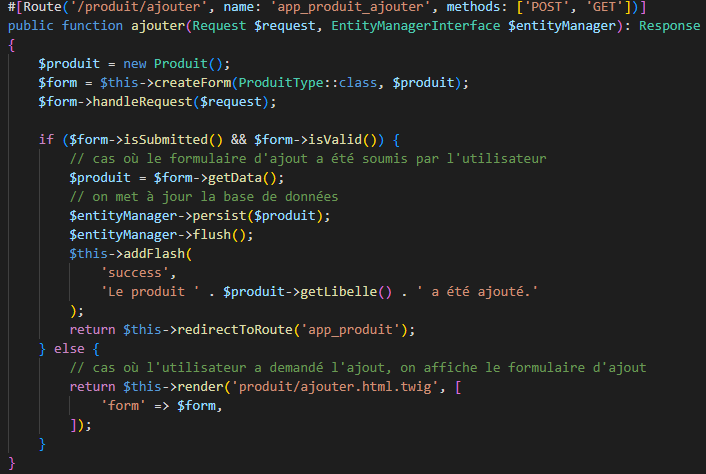 #[Route('/produit/ajouter', name: 'app_produit_ajouter', methods: ['POST', 'GET'])]
public function ajouter(Request $request, EntityManagerInterface $entityManager): Response
{
    $produit = new Produit();
    $form = $this->createForm(ProduitType::class, $produit);
    $form->handleRequest($request);

    if ($form->isSubmitted() && $form->isValid()) {
        // cas où le formulaire d'ajout a été soumis par l'utilisateur
        $produit = $form->getData();
        // on met à jour la base de données
        $entityManager->persist($produit);
        $entityManager->flush();
        $this->addFlash(
            'success',
            'Le produit ' . $produit->getLibelle() . ' a été ajouté.'
        );
        return $this->redirectToRoute('app_produit');
    } else {
        // cas où l'utilisateur a demandé l'ajout, on affiche le formulaire d'ajout
        return $this->render('produit/ajouter.html.twig', [
            'form' => $form,
        ]);
    }
}